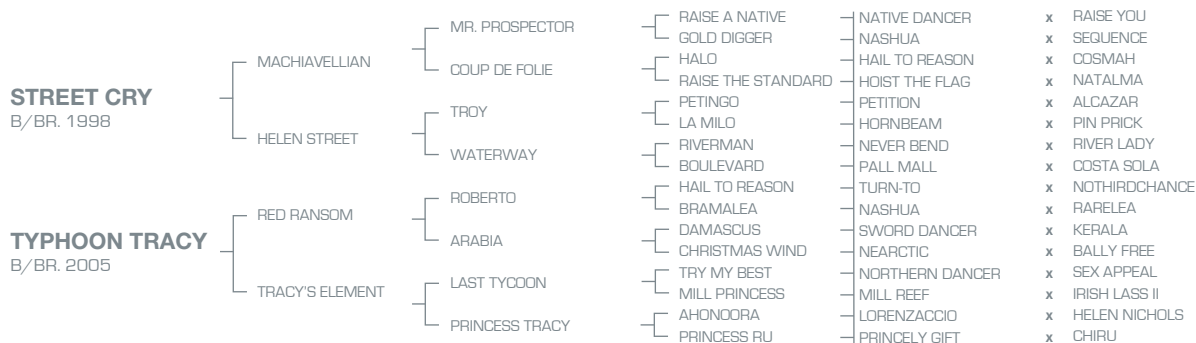 RAISE A NATIVE NATIVE DANCER x RAISE YOU
MR. PROSPECTOR
GOLD DIGGER NASHUA x SEQUENCE
MACHIAVELLIAN
HALO HAIL TO REASON x COSMAH
COUP DE FOLIE
RAISE THE STANDARD HOIST THE FLAG x NATALMA
STREET CRY
PETINGO PETITION x ALCAZAR
B/BR. 1998
TROY
LA MILO HORNBEAM x PIN PRICK
HELEN STREET
RIVERMAN NEVER BEND x RIVER LADY
WATERWAY
BOULEVARD PALL MALL x COSTA SOLA
HAIL TO REASON TURN-TO x NOTHIRDCHANCE
ROBERTO
BRAMALEA NASHUA x RARELEA
RED RANSOM
DAMASCUS SWORD DANCER x KERALA
TYPHOON TRACY
ARABIA
CHRISTMAS WIND NEARCTIC x BALLY FREE
B/BR. 2005
TRY MY BEST NORTHERN DANCER x SEX APPEAL
LAST TYCOON
TRACY'S ELEMENT
MILL PRINCESS MILL REEF x IRISH LASS II
AHONOORA LORENZACCIO x HELEN NICHOLS
PRINCESS TRACY
PRINCESS RU PRINCELY GIFT x CHIRU